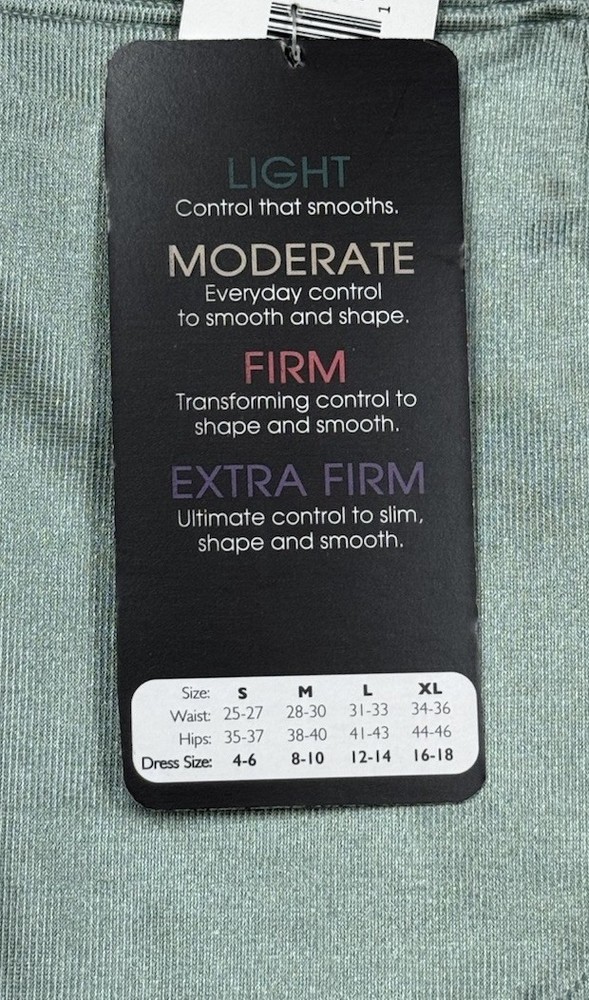 1
LIGHT
Control that smooths.
MODERATE
Everyday control
to smooth and shape.
FIRM
Transforming control to
shape and smooth.
EXTRA FIRM
Ultimate control to slim,
shape and smooth.
Size: S M L XL
Waist: 25-27 28-30 31-33 34-36
Hips: 35-37 38-40 41-43 44-46
Dress Size: 4-6 8-10 12-14 16-18